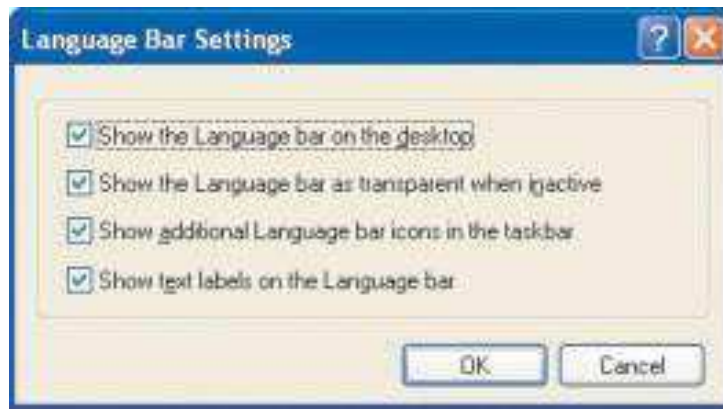 Language Bar Settings
Show the Language bar on the desktop
Show the Language bar as transparent when inactive
Show additional Language bar icons in the taskbar
Show text labels on the Language bar
OK Cancel